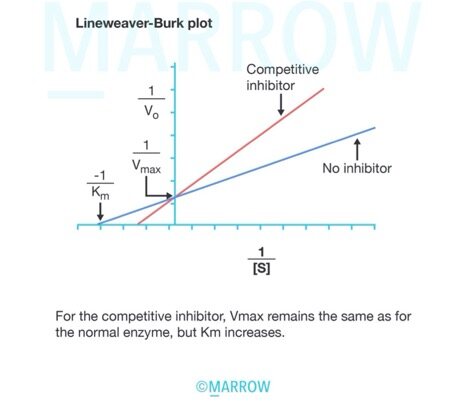 Lineweaver-Burk plot
MARROW
Competitive
inhibitor
1
Vo
1
Vmax
No inhibitor
-1
Km
1
[S]
For the competitive inhibitor, Vmax remains the same as for
the normal enzyme, but Km increases.
©MARROW